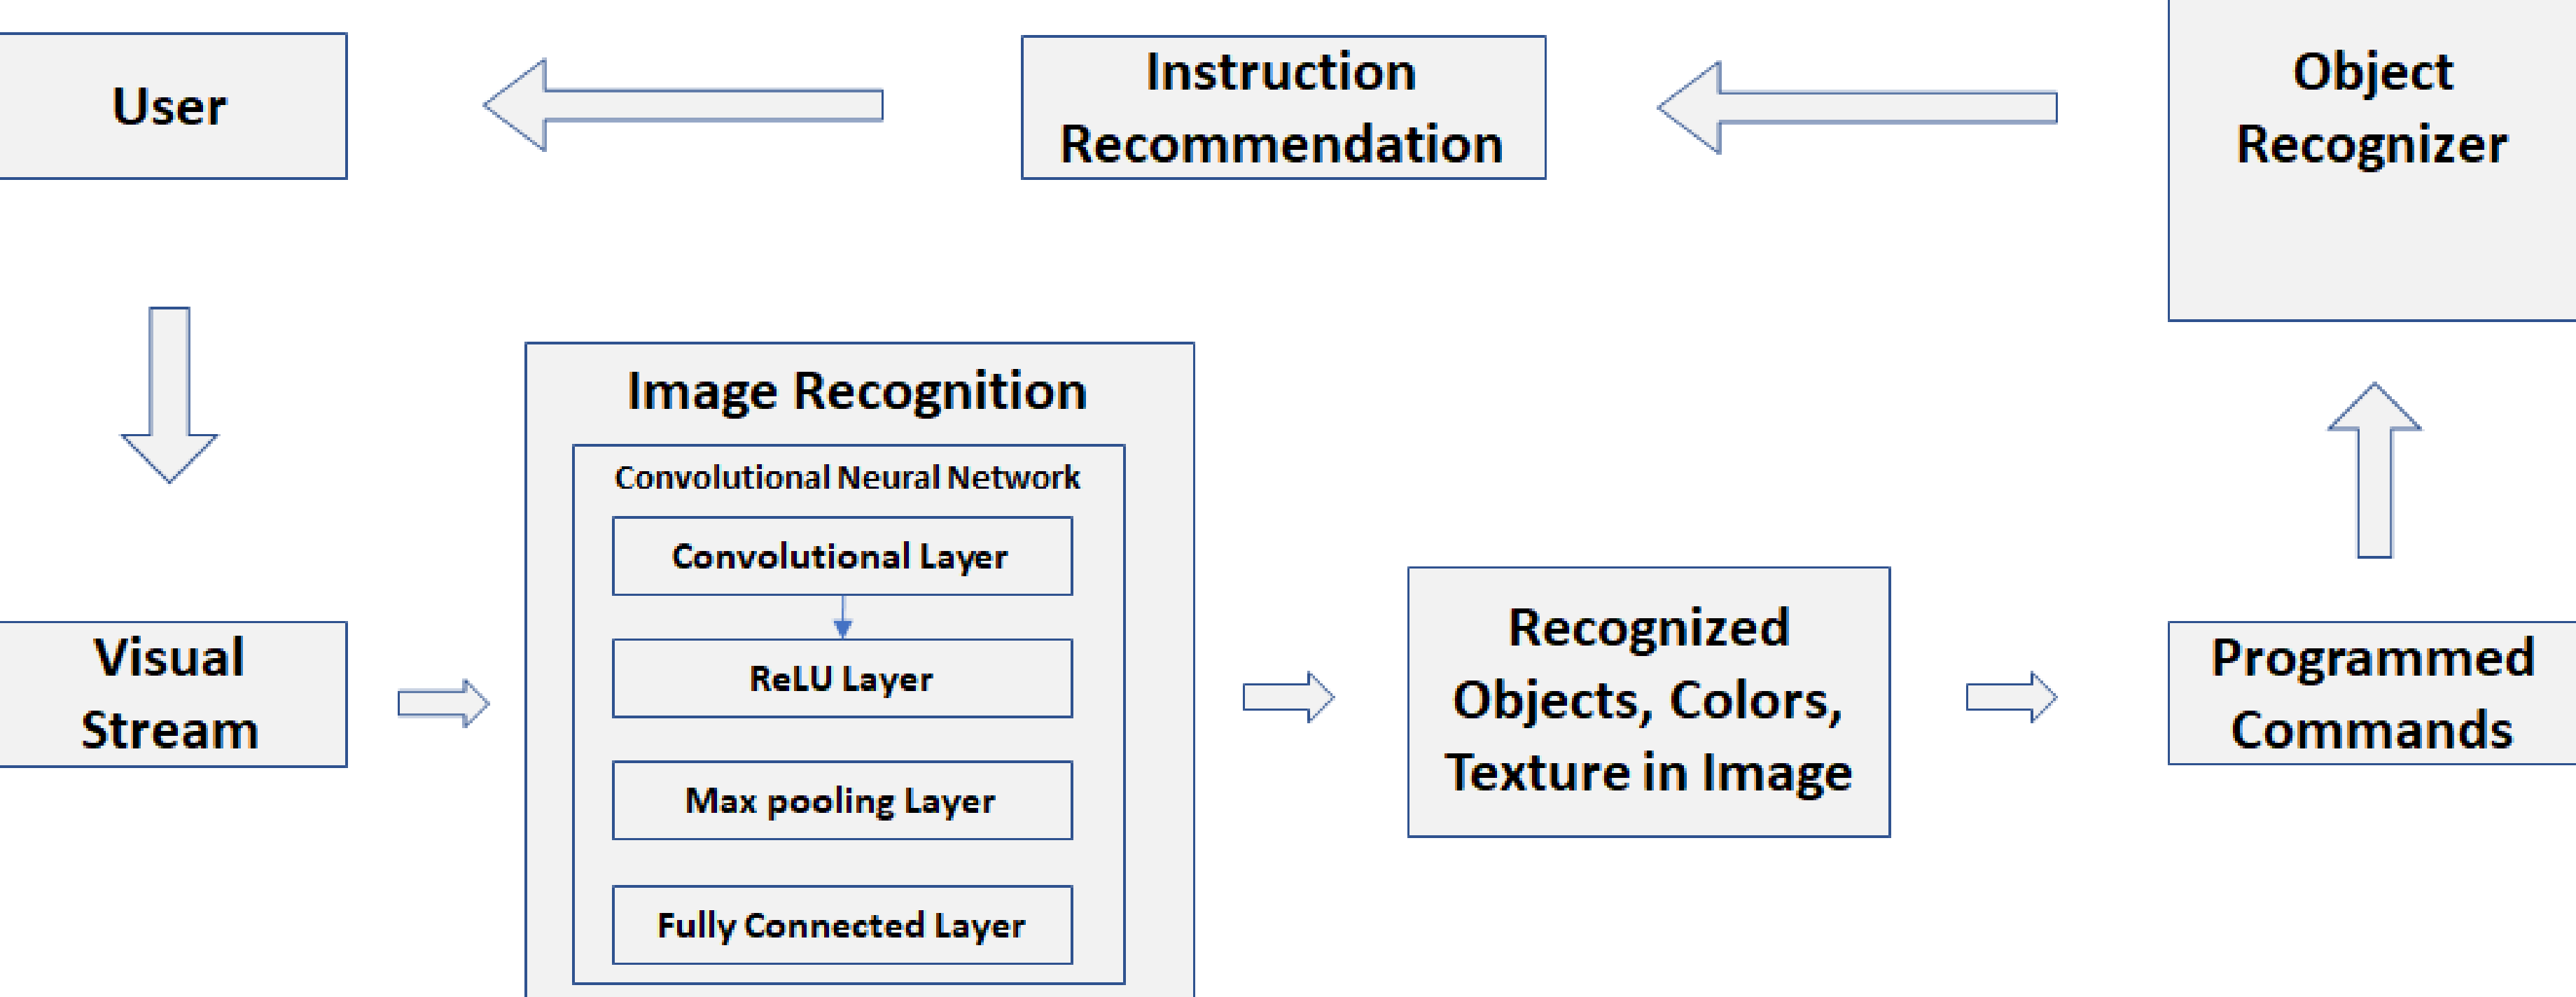 User
Instruction
Recommendation
Object
Recognizer
Image Recognition
Convolutional Neural Network
Convolutional Layer
ReLU Layer
Max pooling Layer
Fully Connected Layer
Visual
Stream
Recognized
Objects, Colors,
Texture in Image
Programmed
Commands